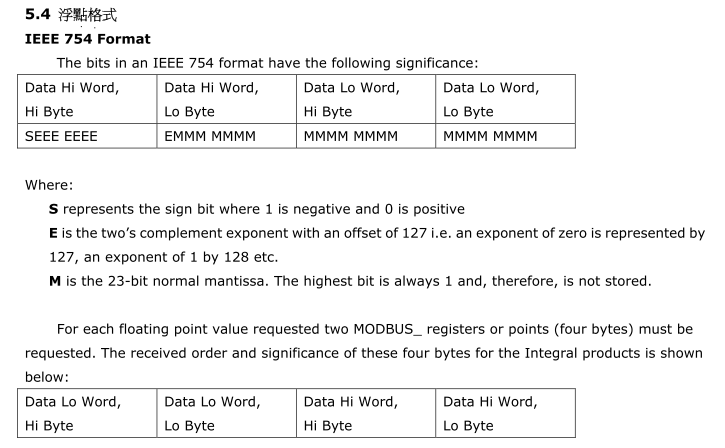 5.4 浮點格式
IEEE 754 Format
The bits in an IEEE 754 format have the following significance:
Data Hi Word, Data Hi Word, Data Lo Word, Data Lo Word,
Hi Byte Lo Byte Hi Byte Lo Byte
SEEE EEEE EMMM MMMM MMMM MMMM MMMM MMMM
Where:
S represents the sign bit where 1 is negative and 0 is positive
E is the two's complement exponent with an offset of 127 i.e. an exponent of zero is represented by
127, an exponent of 1 by 128 etc.
M is the 23-bit normal mantissa. The highest bit is always 1 and, therefore, is not stored.
For each floating point value requested two MODBUS_ registers or points (four bytes) must be
requested. The received order and significance of these four bytes for the Integral products is shown
below:
Data Lo Word, Data Lo Word, Data Hi Word, Data Hi Word,
Hi Byte Lo Byte Hi Byte Lo Byte